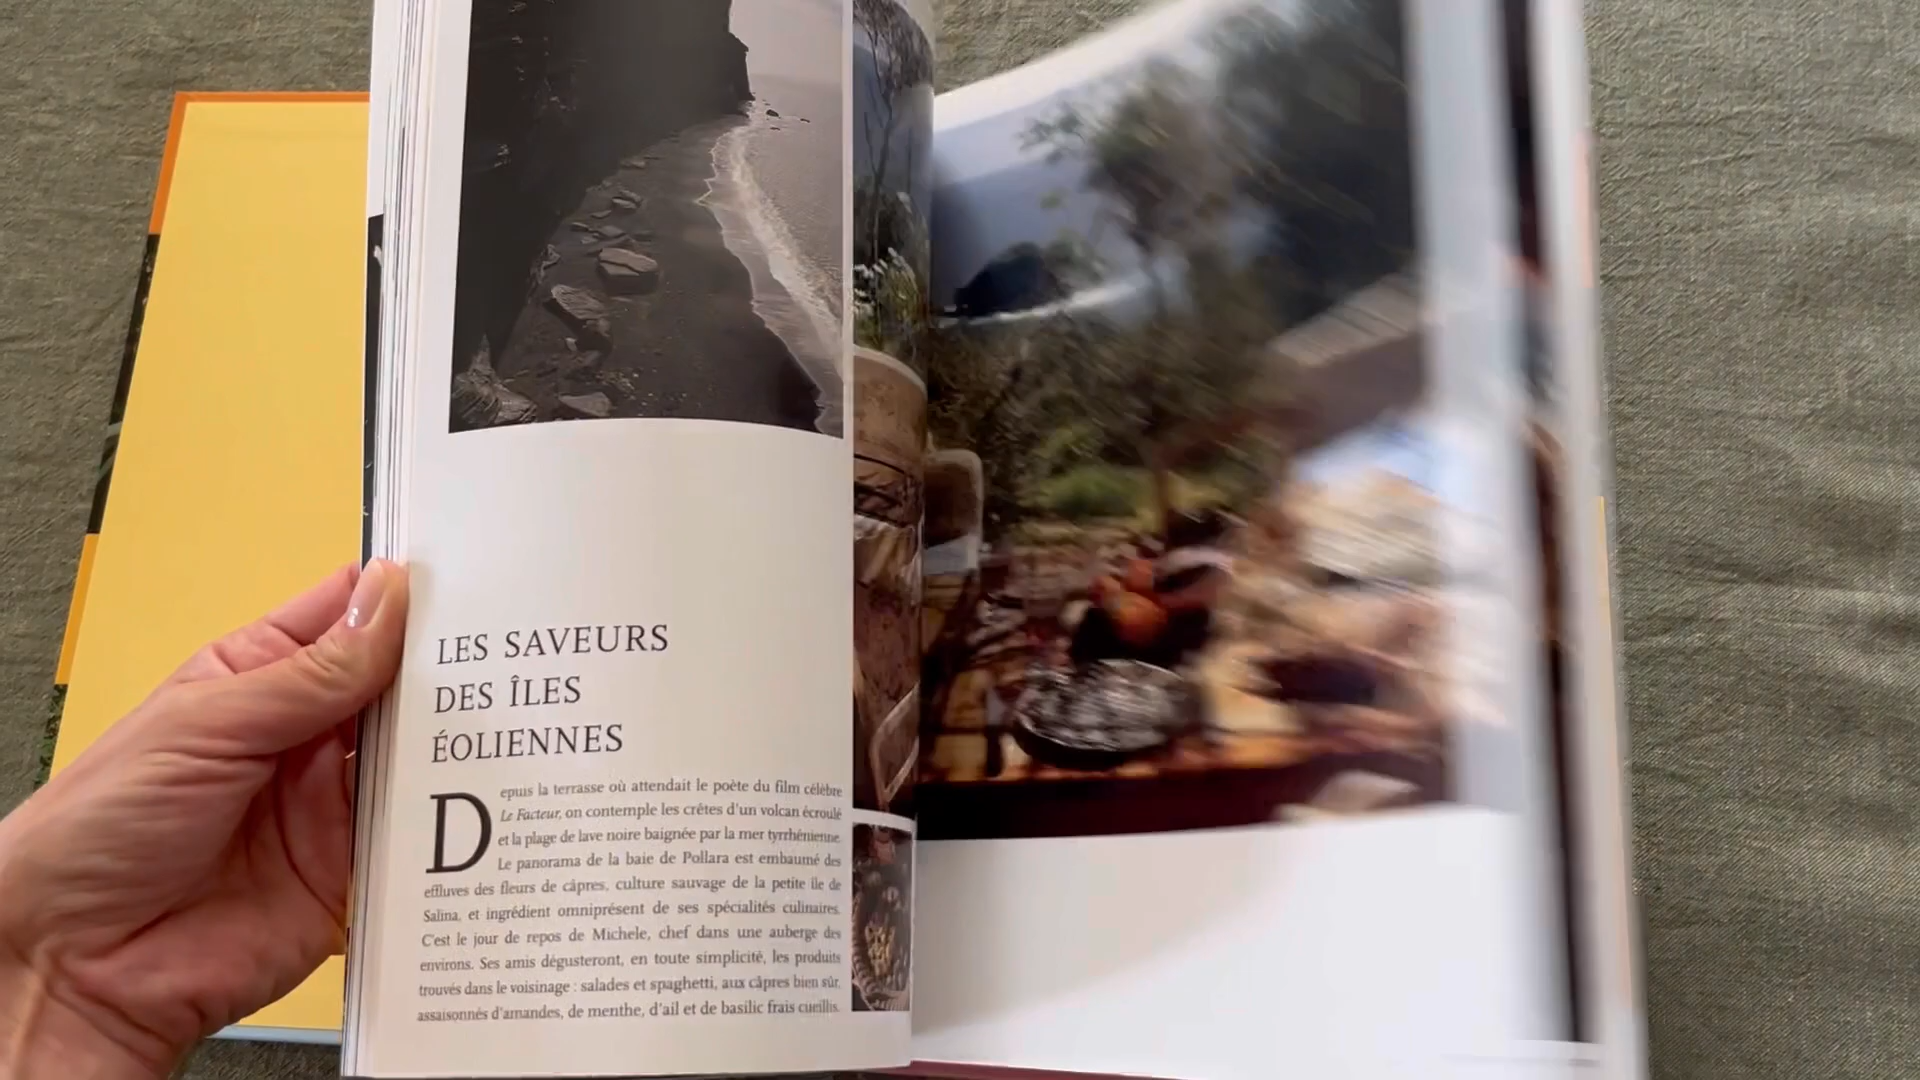 LES SAVEURS
DES ÎLES
ÉOLIENNES
Depuis la terrasse où attendait le poète du film célèbre
Le Facteur, on contemple les crêtes d'un volcan écroulé
et la plage de lave noire baignée par la mer tyrrhénienne.
Le panorama de la baie de Pollara est embaumé des
effluves des fleurs de câpres, culture sauvage de la petite île de
Salina, et ingrédient omniprésent de ses spécialités culinaires.
C'est le jour de repos de Michele, chef dans une auberge des
environs. Ses amis dégusteront, en toute simplicité, les produits
trouvés dans le voisinage : salades et spaghetti, aux câpres bien sûr,
assaisonnés d'amandes, de menthe, d'ail et de basilic frais cueillis.